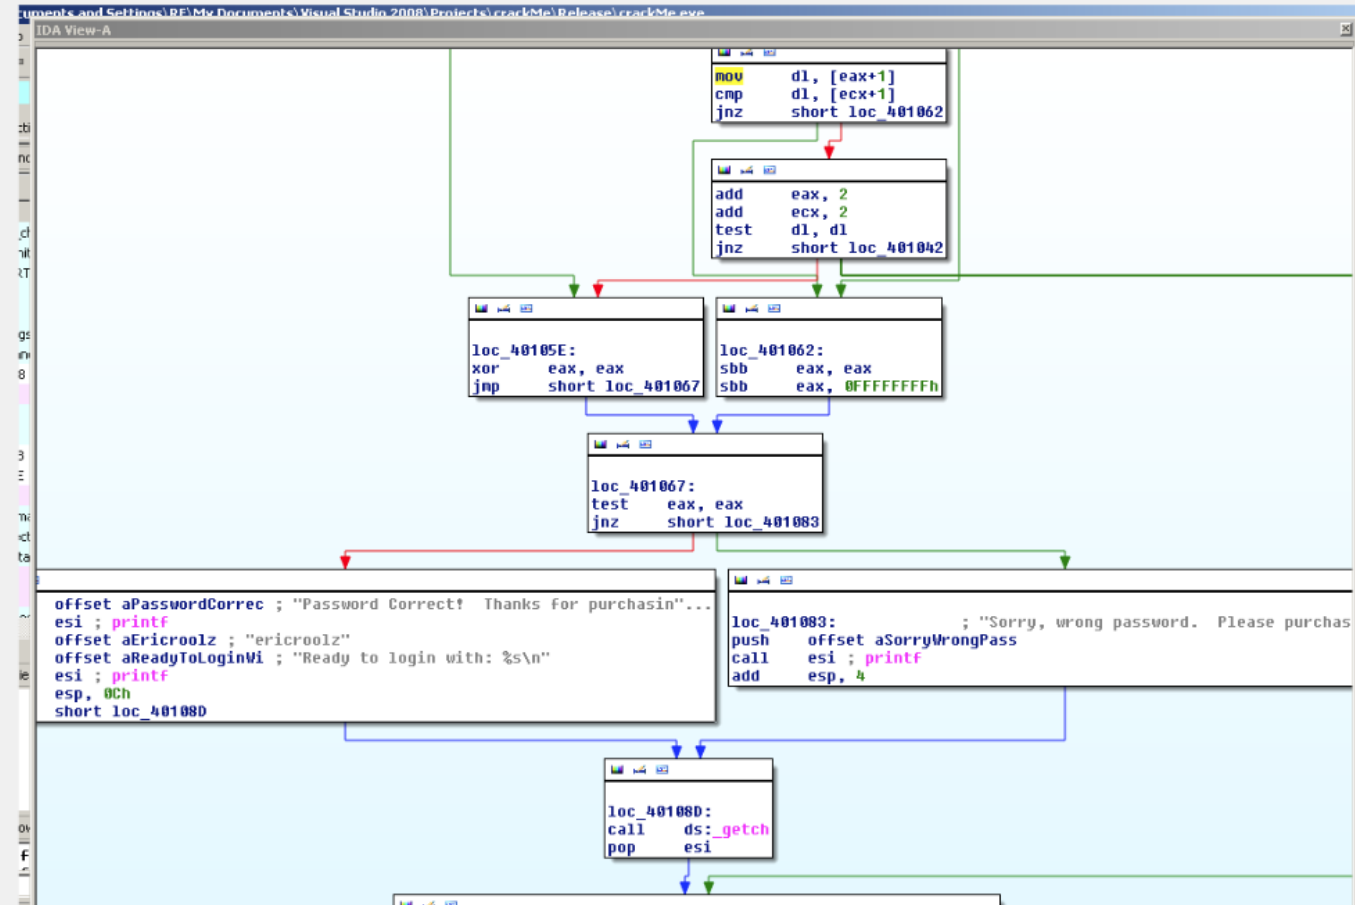 cuments and Settings\RE\My Documents\Visual Studio 2008\Projects\crackMe\Release\crackMe.exe
IDA View-A
mov dl, [eax+1]
cmp dl, [ecx+1]
jnz short loc_401062
add eax, 2
add ecx, 2
test dl, dl
jnz short loc_401042
loc_40105E:
xor eax, eax
jmp short loc_401067
loc_401062:
sbb eax, eax
sbb eax, 0FFFFFFFFh
loc_401067:
test eax, eax
jnz short loc_401083
offset aPasswordCorrec ; "Password Correct!  Thanks for purchasin"...
esi ; printf
offset aEricroolz ; "ericroolz"
offset aReadyToLoginWi ; "Ready to login with: %s\n"
esi ; printf
esp, 0Ch
short loc_40108D
loc_401083: ; "Sorry, wrong password.  Please purchas
push offset aSorryWrongPass
call esi ; printf
add esp, 4
loc_40108D:
call ds:_getch
pop esi